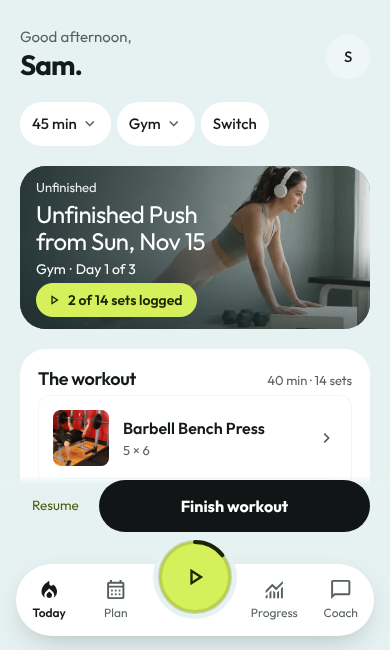 Good afternoon,
Sam.
S
45 min
Gym
Switch
Unfinished
Unfinished Push
from Sun, Nov 15
Gym · Day 1 of 3
2 of 14 sets logged
The workout
40 min · 14 sets
Barbell Bench Press
5 × 6
Resume
Finish workout
Today
Plan
Progress
Coach